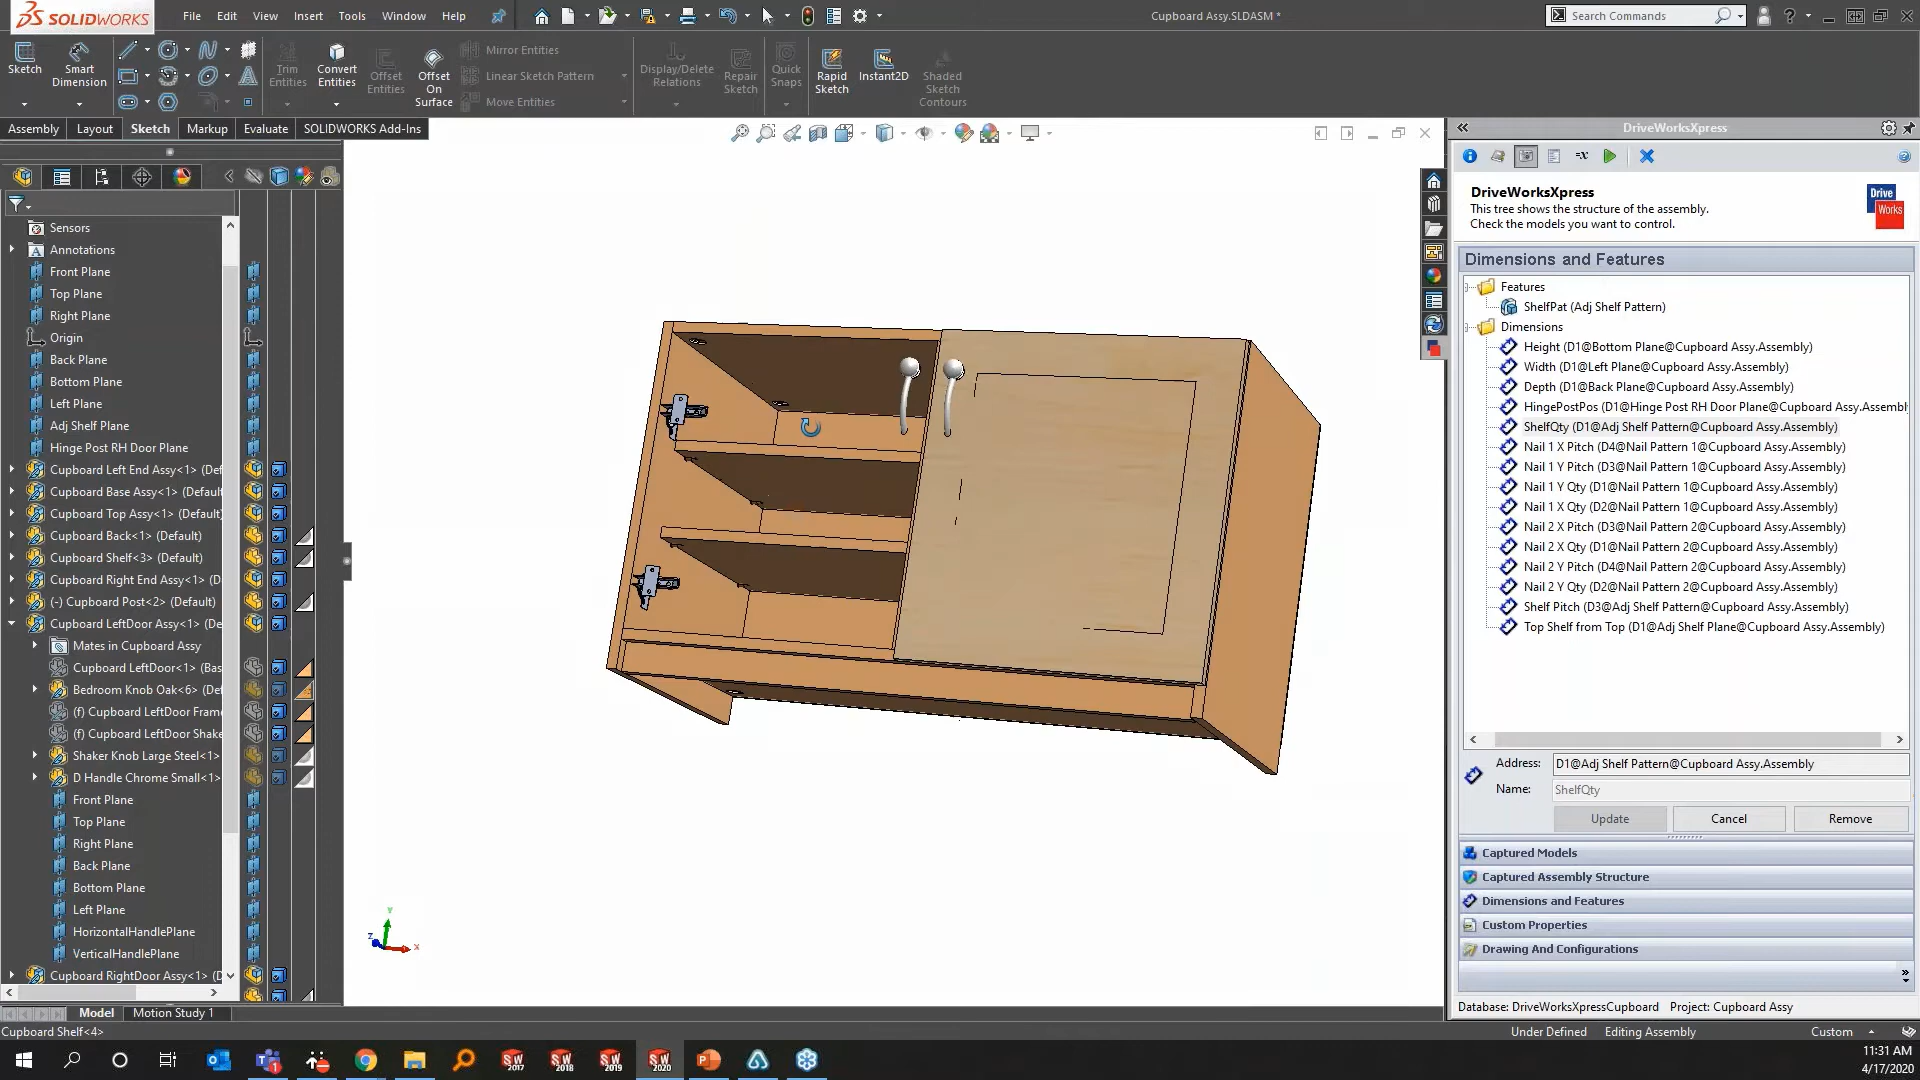 SOLIDWORKS
File Edit View Insert Tools Window Help
Cupboard Assy.SLDASM *
Search Commands
Sketch
Smart Dimension
Trim Entities
Convert Entities
Offset Entities
Offset On Surface
Mirror Entities
Linear Sketch Pattern
Move Entities
Display/Delete Relations
Repair Sketch
Quick Snaps
Rapid Sketch
Instant2D
Shaded Sketch Contours
Assembly Layout Sketch Markup Evaluate SOLIDWORKS Add-Ins
Sensors
Annotations
Front Plane
Top Plane
Right Plane
Origin
Back Plane
Bottom Plane
Left Plane
Adj Shelf Plane
Hinge Post RH Door Plane
Cupboard Left End Assy<1> (Def
Cupboard Base Assy<1> (Default
Cupboard Top Assy<1> (Default
Cupboard Back<1> (Default)
Cupboard Shelf<3> (Default)
Cupboard Right End Assy<1> (D
(-) Cupboard Post<2> (Default)
Cupboard LeftDoor Assy<1> (De
Mates in Cupboard Assy
Cupboard LeftDoor<1> (Bas
Bedroom Knob Oak<6> (Def
(f) Cupboard LeftDoor Frame
(f) Cupboard LeftDoor Shake
Shaker Knob Large Steel<1>
D Handle Chrome Small<1>
Front Plane
Top Plane
Right Plane
Back Plane
Bottom Plane
Left Plane
HorizontalHandlePlane
VerticalHandlePlane
Cupboard RightDoor Assy<1> (D
Model Motion Study 1
Cupboard Shelf<4>
Y
Z
X
DriveWorksXpress
DriveWorksXpress
This tree shows the structure of the assembly.
Check the models you want to control.
Drive
Works
Dimensions and Features
Features
ShelfPat (Adj Shelf Pattern)
Dimensions
Height (D1@Bottom Plane@Cupboard Assy.Assembly)
Width (D1@Left Plane@Cupboard Assy.Assembly)
Depth (D1@Back Plane@Cupboard Assy.Assembly)
HingePostPos (D1@Hinge Post RH Door Plane@Cupboard Assy.Assembl
ShelfQty (D1@Adj Shelf Pattern@Cupboard Assy.Assembly)
Nail 1 X Pitch (D4@Nail Pattern 1@Cupboard Assy.Assembly)
Nail 1 Y Pitch (D3@Nail Pattern 1@Cupboard Assy.Assembly)
Nail 1 Y Qty (D1@Nail Pattern 1@Cupboard Assy.Assembly)
Nail 1 X Qty (D2@Nail Pattern 1@Cupboard Assy.Assembly)
Nail 2 X Pitch (D3@Nail Pattern 2@Cupboard Assy.Assembly)
Nail 2 X Qty (D1@Nail Pattern 2@Cupboard Assy.Assembly)
Nail 2 Y Pitch (D4@Nail Pattern 2@Cupboard Assy.Assembly)
Nail 2 Y Qty (D2@Nail Pattern 2@Cupboard Assy.Assembly)
Shelf Pitch (D3@Adj Shelf Pattern@Cupboard Assy.Assembly)
Top Shelf from Top (D1@Adj Shelf Plane@Cupboard Assy.Assembly)
Address: D1@Adj Shelf Pattern@Cupboard Assy.Assembly
Name: ShelfQty
Update Cancel Remove
Captured Models
Captured Assembly Structure
Dimensions and Features
Custom Properties
Drawing And Configurations
Database: DriveWorksXpressCupboard Project: Cupboard Assy
Under Defined Editing Assembly Custom
SW 2017
SW 2018
SW 2019
SW 2020
11:31 AM
4/17/2020